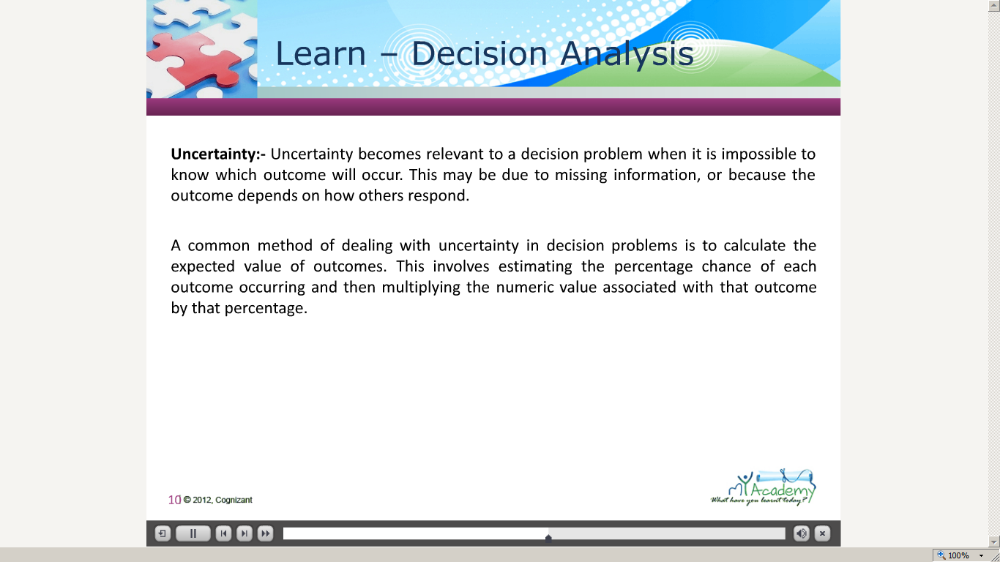 Learn – Decision Analysis
Uncertainty:- Uncertainty becomes relevant to a decision problem when it is impossible to
know which outcome will occur. This may be due to missing information, or because the
outcome depends on how others respond.
A common method of dealing with uncertainty in decision problems is to calculate the
expected value of outcomes. This involves estimating the percentage chance of each
outcome occurring and then multiplying the numeric value associated with that outcome
by that percentage.
myAcademy
What have you learnt today?
10 © 2012, Cognizant
100%